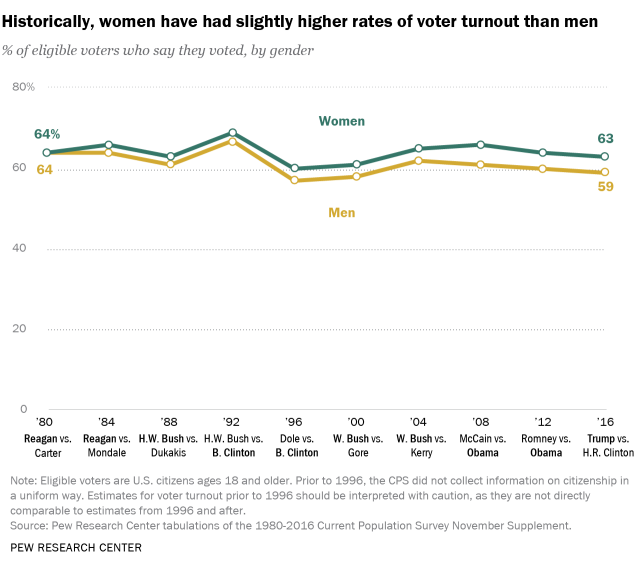 Historically, women have had slightly higher rates of voter turnout than men
% of eligible voters who say they voted, by gender
80%
Women
64%
63
60
64
59
Men
40
20
0
'80
'84
'88
'92
'96
'00
'04
'08
'12
'16
Reagan vs. Carter
Reagan vs. Mondale
H.W. Bush vs. Dukakis
H.W. Bush vs. B. Clinton
Dole vs. B. Clinton
W. Bush vs. Gore
W. Bush vs. Kerry
McCain vs. Obama
Romney vs. Obama
Trump vs. H.R. Clinton
Note: Eligible voters are U.S. citizens ages 18 and older. Prior to 1996, the CPS did not collect information on citizenship in
a uniform way. Estimates for voter turnout prior to 1996 should be interpreted with caution, as they are not directly
comparable to estimates from 1996 and after.
Source: Pew Research Center tabulations of the 1980-2016 Current Population Survey November Supplement.
PEW RESEARCH CENTER